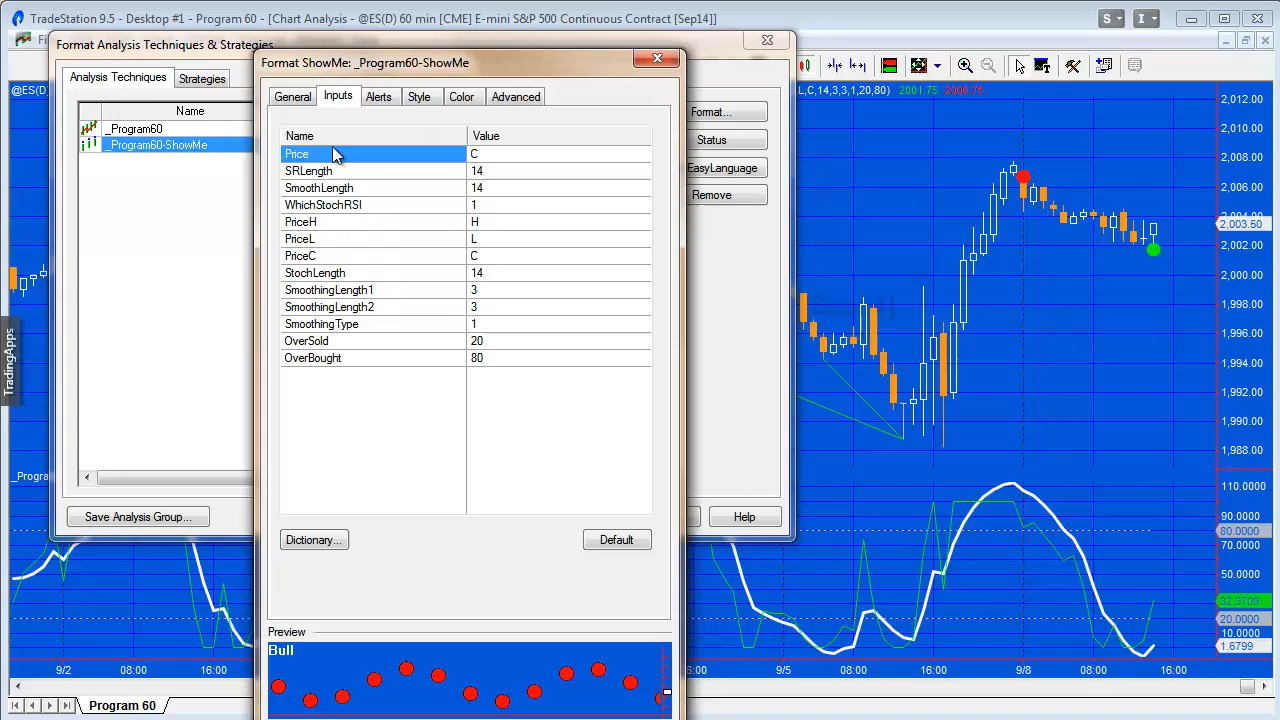 TradeStation 9.5 - Desktop #1 - Program 60 - [Chart Analysis - @ES(D) 60 min [CME] E-mini S&P 500 Continuous Contract [Sep14]]
S
I
Format Analysis Techniques & Strategies
Format ShowMe: _Program60-ShowMe
Analysis Techniques
Strategies
General
Inputs
Alerts
Style
Color
Advanced
@ES(D)
L,C,14,3,3,1,20,80)
2001.75
Name
_Program60
_Program60-ShowMe
Name Value
Price C
SRLength 14
SmoothLength 14
WhichStochRSI 1
PriceH H
PriceL L
PriceC C
StochLength 14
SmoothingLength1 3
SmoothingLength2 3
SmoothingType 1
OverSold 20
OverBought 80
Format...
Status
EasyLanguage
Remove
Save Analysis Group...
Help
Dictionary...
Default
Preview
Bull
TradingApps
_Program
Sep14]
2,012.00
2,010.00
2,008.00
2,006.00
2,004.00
2,003.50
2,002.00
2,000.00
1,998.00
1,996.00
1,994.00
1,992.00
1,990.00
1,988.00
110.0000
90.0000
80.0000
70.0000
50.0000
32.3709
20.0000
10.0000
1.6799
9/2
08:00
16:00
9/5
08:00
16:00
9/8
08:00
16:00
Program 60